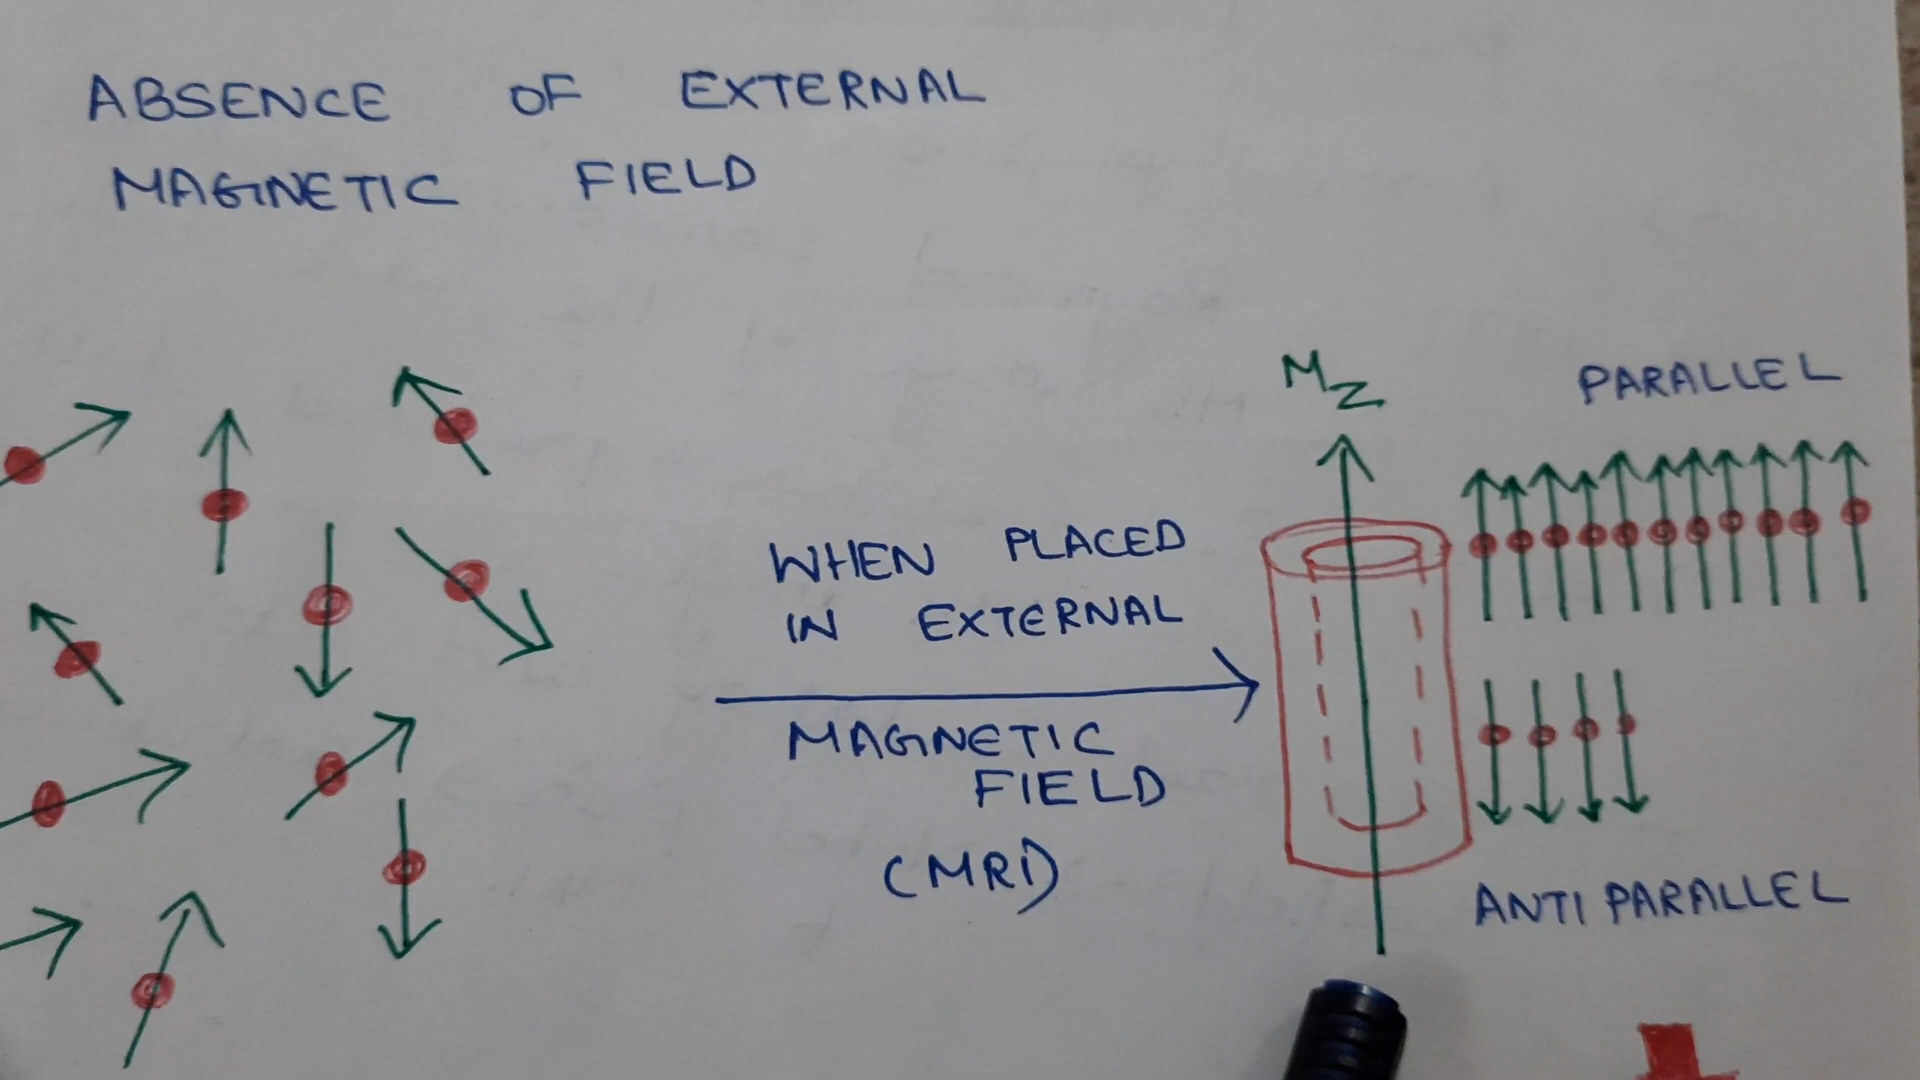 ABSENCE OF EXTERNAL
MAGNETIC FIELD
WHEN PLACED
IN EXTERNAL
MAGNETIC
FIELD
(MRI)
MZ
PARALLEL
ANTI PARALLEL